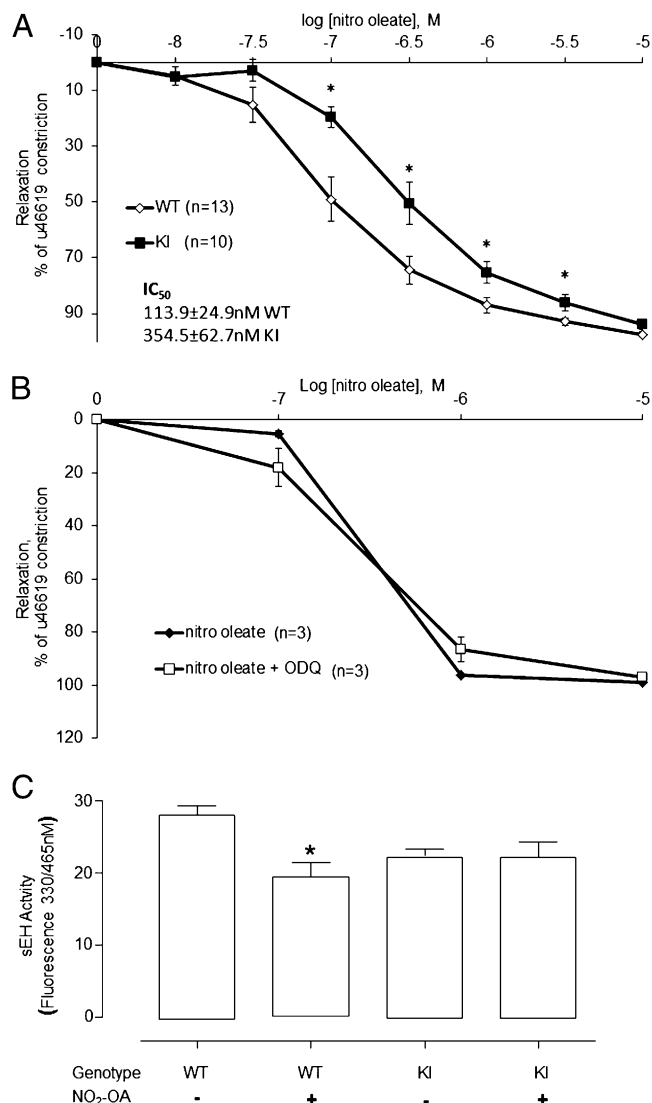 A
log [nitro oleate], M
0 -8 -7.5 -7 -6.5 -6 -5.5 -5
-10
10
30
50
70
90
Relaxation
% of u46619 constriction
* * * *
WT (n=13)
KI (n=10)
IC50
113.9±24.9nM WT
354.5±62.7nM KI
B
Log [nitro oleate], M
0 -7 -6 -5
0
20
40
60
80
100
120
Relaxation,
% of u46619 constriction
nitro oleate (n=3)
nitro oleate + ODQ (n=3)
C
30
20
10
0
sEH Actvity
(Fluorescence 330/465nM)
*
Genotype WT WT KI KI
NO2-OA - + - +